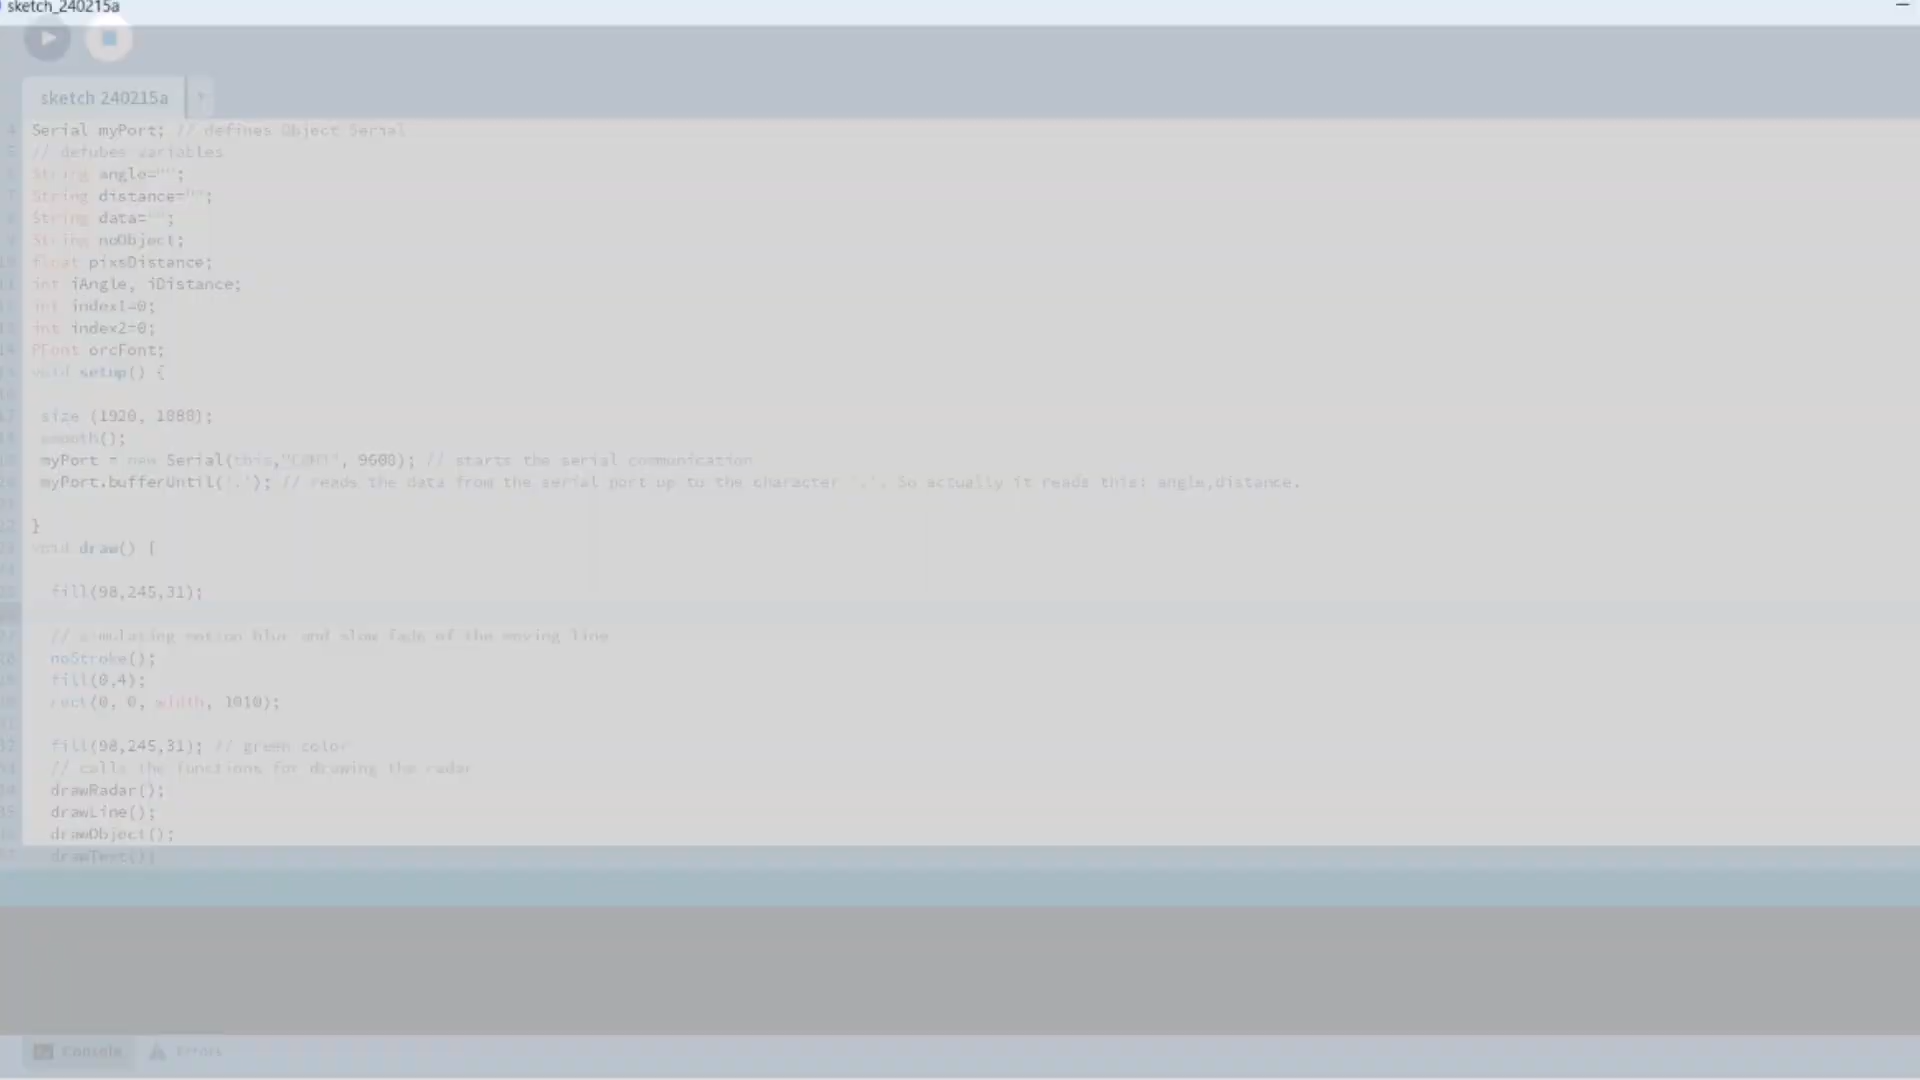 sketch_240215a
sketch 240215a
Serial myPort; // defines Object Serial
// defubes variables
String angle="";
String distance="";
String data="";
String noObject;
float pixsDistance;
int iAngle, iDistance;
int index1=0;
int index2=0;
PFont orcFont;
void setup() {
size (1920, 1080);
smooth();
myPort = new Serial(this, , 9600); // starts the serial communication
myPort.bufferUntil('.'); // reads the data from the serial port up to the character '.'. So actually it reads this: angle,distance.
}
void draw() {
fill(98,245,31);
// simulating motion blur and slow fade of the moving line
noStroke();
fill(0,4);
rect(0, 0, width, 1010);
fill(98,245,31); // green color
// calls the functions for drawing the radar
drawRadar();
drawLine();
drawObject();
drawText();
Console
Errors